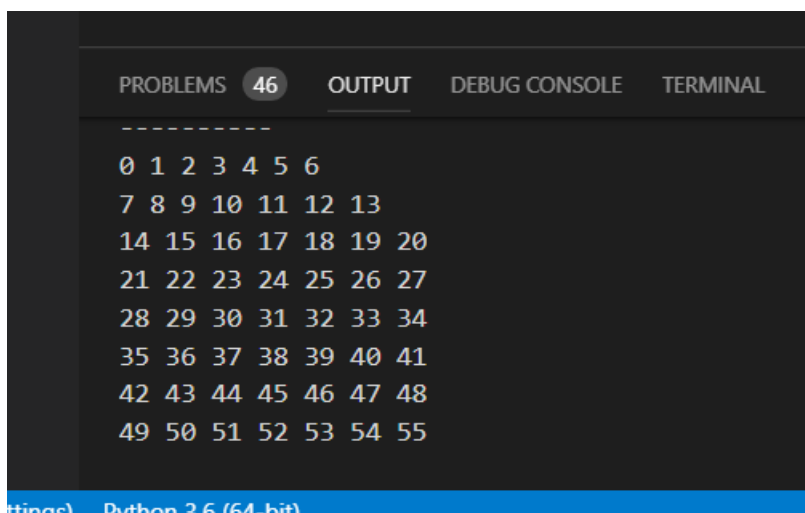 PROBLEMS 46 OUTPUT DEBUG CONSOLE TERMINAL
----------
0 1 2 3 4 5 6
7 8 9 10 11 12 13
14 15 16 17 18 19 20
21 22 23 24 25 26 27
28 29 30 31 32 33 34
35 36 37 38 39 40 41
42 43 44 45 46 47 48
49 50 51 52 53 54 55
ttings) Python 3.6 (64-bit)